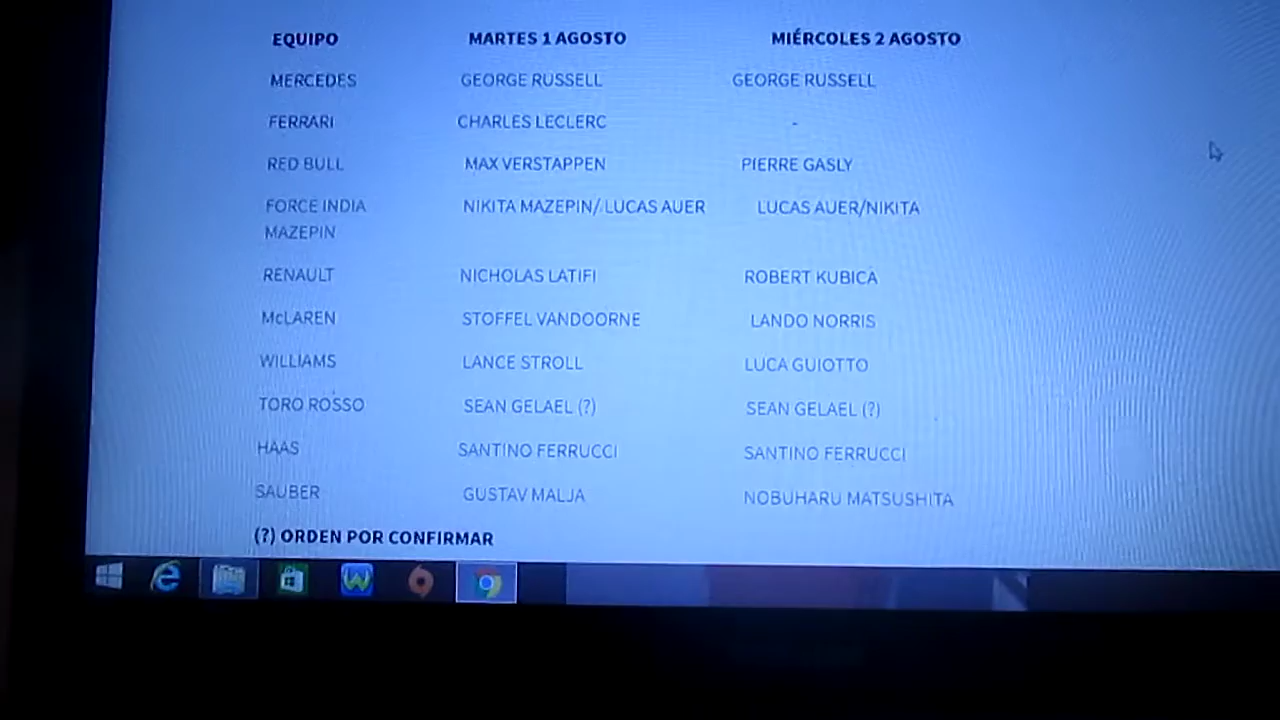 EQUIPO MARTES 1 AGOSTO MIÉRCOLES 2 AGOSTO
MERCEDES GEORGE RUSSELL GEORGE RUSSELL
FERRARI CHARLES LECLERC -
RED BULL MAX VERSTAPPEN PIERRE GASLY
FORCE INDIA NIKITA MAZEPIN/LUCAS AUER LUCAS AUER/NIKITA
MAZEPIN
RENAULT NICHOLAS LATIFI ROBERT KUBICA
McLAREN STOFFEL VANDOORNE LANDO NORRIS
WILLIAMS LANCE STROLL LUCA GUIOTTO
TORO ROSSO SEAN GELAEL (?) SEAN GELAEL (?)
HAAS SANTINO FERRUCCI SANTINO FERRUCCI
SAUBER GUSTAV MALJA NOBUHARU MATSUSHITA
(?) ORDEN POR CONFIRMAR